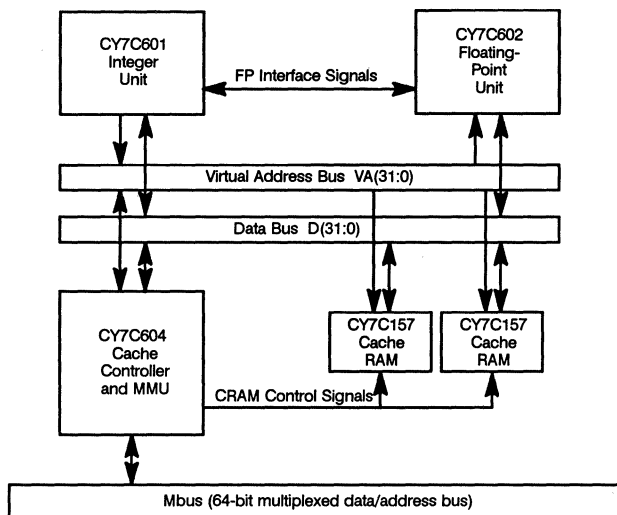 CY7C601
Integer
Unit
FP Interface Signals
CY7C602
Floating-
Point
Unit
Virtual Address Bus VA(31:0)
Data Bus D(31:0)
CY7C604
Cache
Controller
and MMU
CY7C157
Cache
RAM
CY7C157
Cache
RAM
CRAM Control Signals
Mbus (64-bit multiplexed data/address bus)